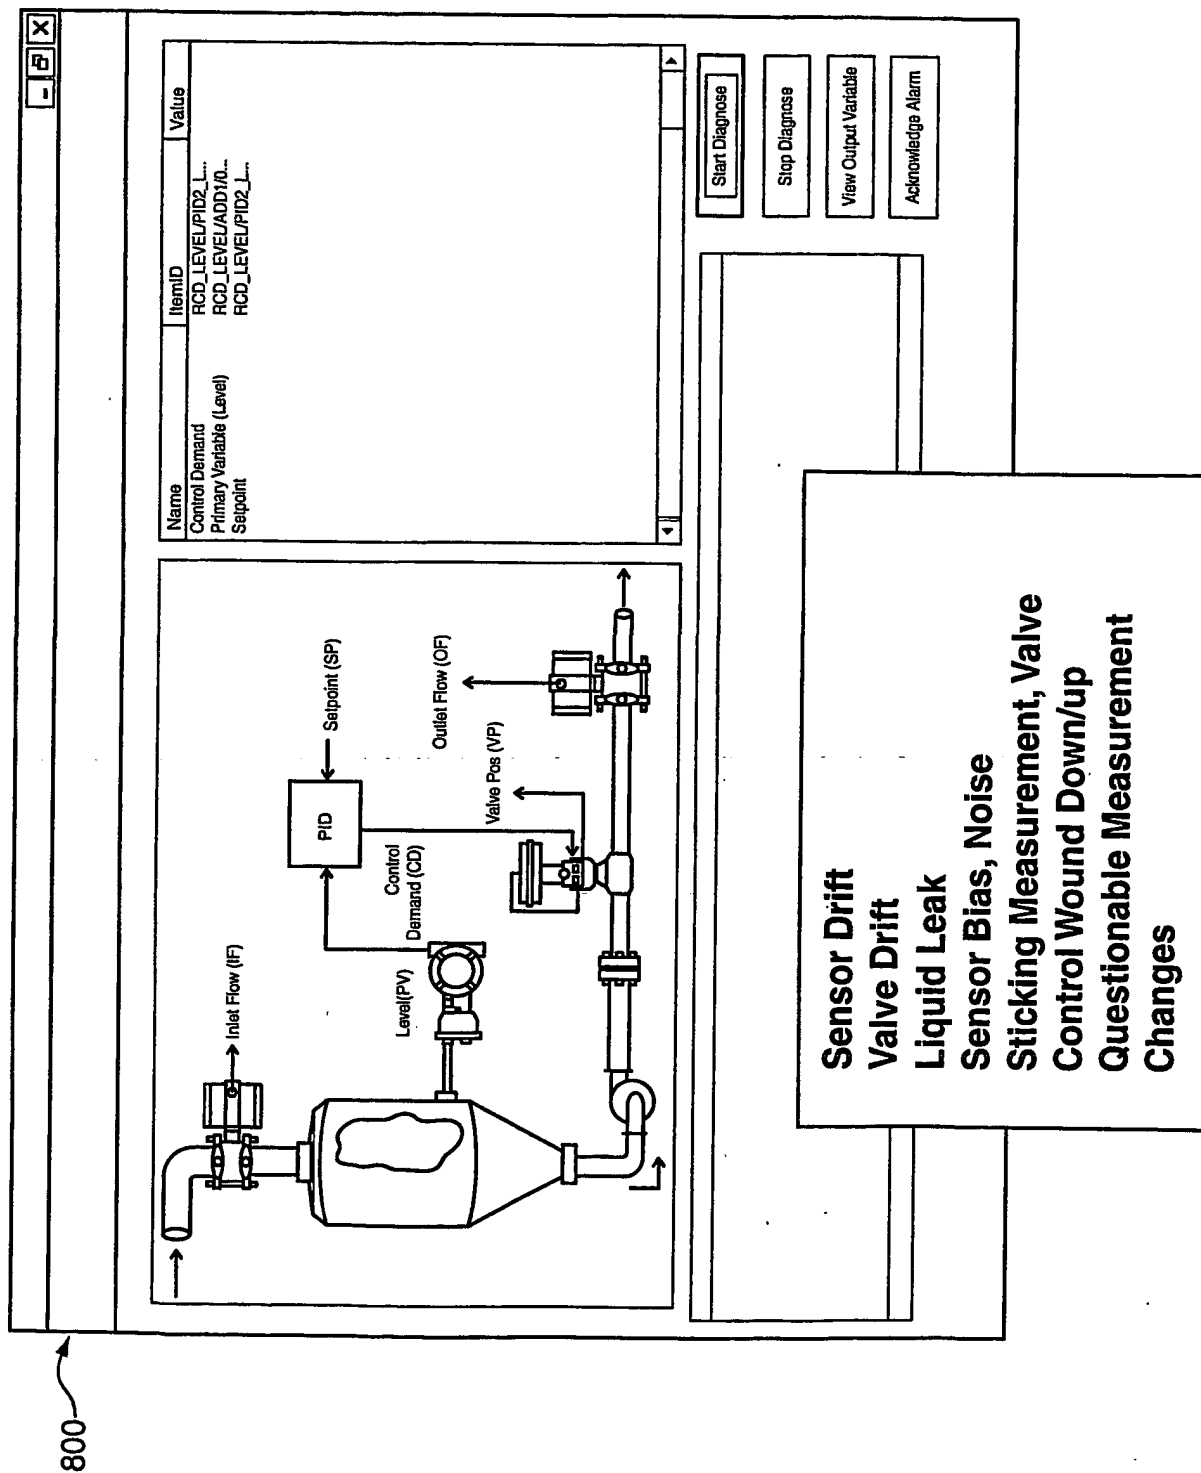 800
Inlet Flow (IF)
Level(PV)
Control
Demand (CD)
PID
Setpoint (SP)
Valve Pos (VP)
Outlet Flow (OF)
Name ItemID Value
Control Demand RCD_LEVEL/PID2_L...
Primary Variable (Level) RCD_LEVEL/ADD1/0...
Setpoint RCD_LEVEL/PID2_L...
Start Diagnose
Stop Diagnose
View Output Variable
Acknowledge Alarm
Sensor Drift
Valve Drift
Liquid Leak
Sensor Bias, Noise
Sticking Measurement, Valve
Control Wound Down/up
Questionable Measurement
Changes